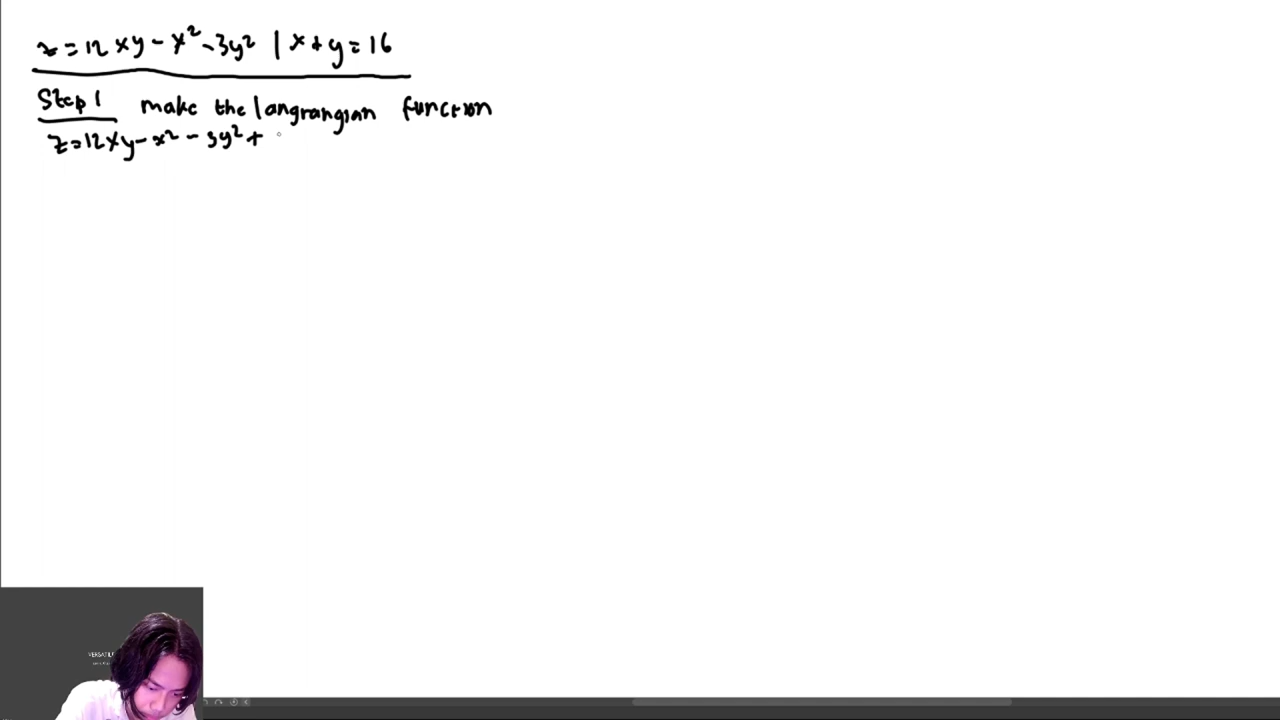 z = 12xy - x² - 3y² | x + y = 16
Step 1 make the langrangian function
z = 12xy - x² - 3y² +